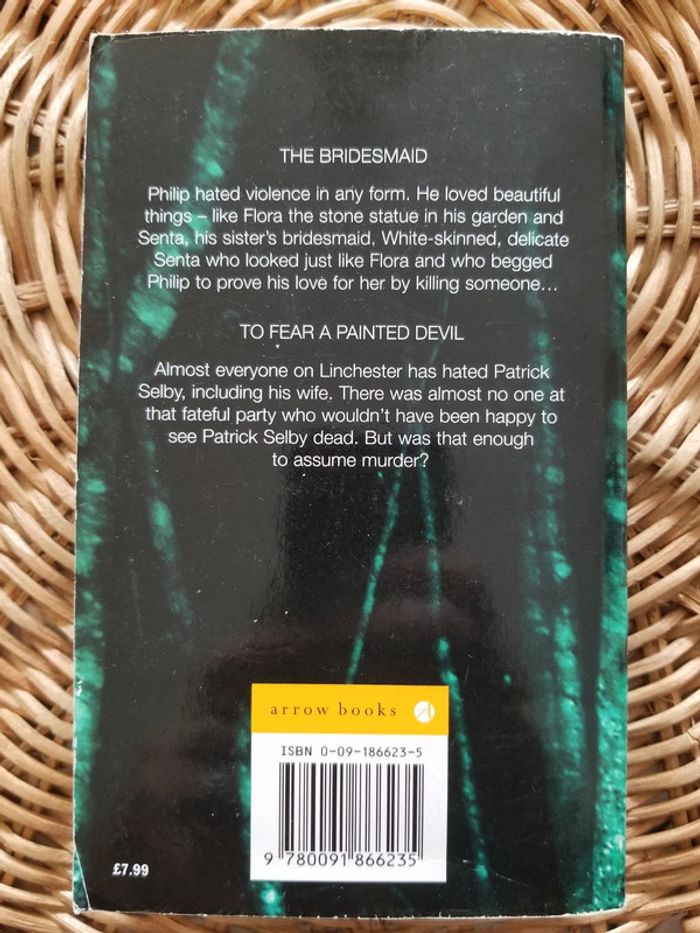 THE BRIDESMAID
Philip hated violence in any form. He loved beautiful
things – like Flora the stone statue in his garden and
Senta, his sister's bridesmaid. White-skinned, delicate
Senta who looked just like Flora and who begged
Philip to prove his love for her by killing someone...
TO FEAR A PAINTED DEVIL
Almost everyone on Linchester has hated Patrick
Selby, including his wife. There was almost no one at
that fateful party who wouldn't have been happy to
see Patrick Selby dead. But was that enough
to assume murder?
arrow books
ISBN 0-09-186623-5
9 780091 866235
£7.99